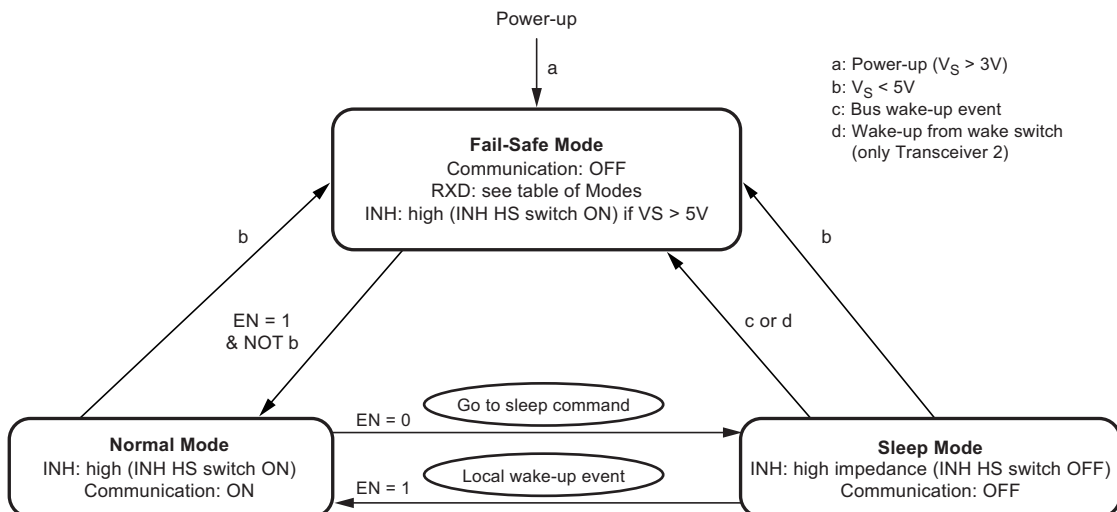 Power-up
a
a: Power-up (VS > 3V)
b: VS < 5V
c: Bus wake-up event
d: Wake-up from wake switch
(only Transceiver 2)
Fail-Safe Mode
Communication: OFF
RXD: see table of Modes
INH: high (INH HS switch ON) if VS > 5V
b
b
EN = 1
& NOT b
c or d
Go to sleep command
EN = 0
Normal Mode
INH: high (INH HS switch ON)
Communication: ON
Local wake-up event
EN = 1
Sleep Mode
INH: high impedance (INH HS switch OFF)
Communication: OFF